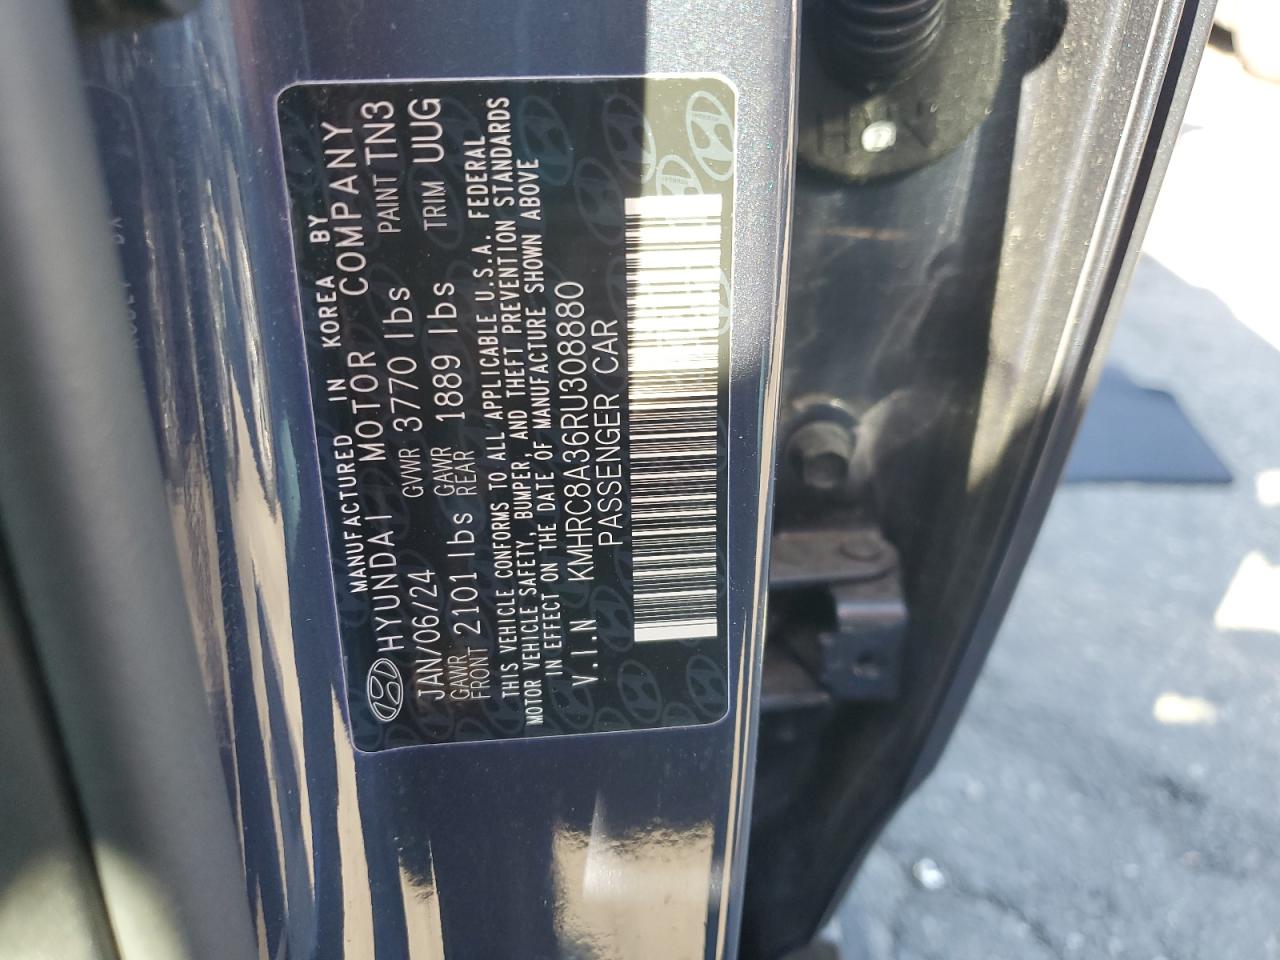 MANUFACTURED IN KOREA BY
HYUNDAI MOTOR COMPANY
JAN/06/24 GVWR 3770 lbs PAINT TN3
GAWR FRONT 2101 lbs GAWR REAR 1889 lbs TRIM UUG
THIS VEHICLE CONFORMS TO ALL APPLICABLE U.S.A. FEDERAL
MOTOR VEHICLE SAFETY, BUMPER, AND THEFT PREVENTION STANDARDS
IN EFFECT ON THE DATE OF MANUFACTURE SHOWN ABOVE
V.I.N KMHRC8A36RU308880
PASSENGER CAR